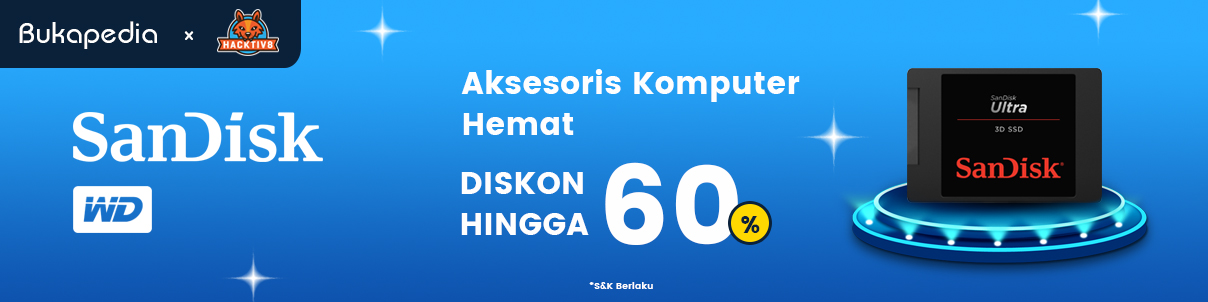 Bukapedia x HACKTIV8
SanDisk
WD
Aksesoris Komputer
Hemat
DISKON
HINGGA
60%
*S&K Berlaku
SanDisk
Ultra
3D SSD
SanDisk